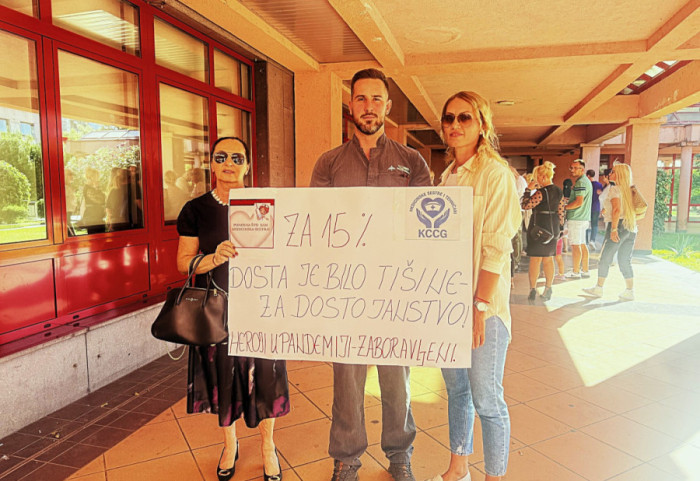 ZA 15%
KCCG
DOSTA JE BILO TIŠINE-
ZA DOSTOJANSTVO!
HEROJI U PANDEMIJI-ZABORAVLJENI.